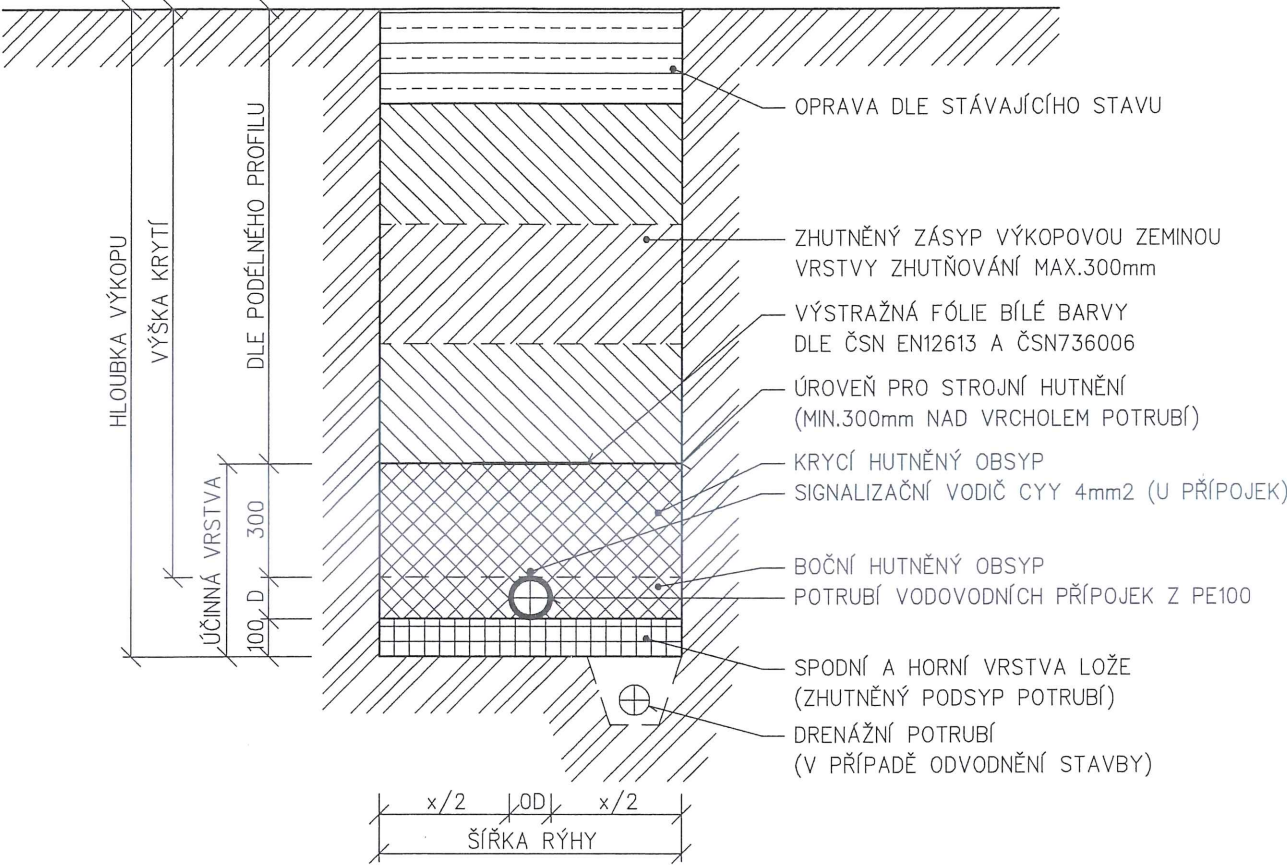 OPRAVA DLE STÁVAJÍCÍHO STAVU
ZHUTNĚNÝ ZÁSYP VÝKOPOVOU ZEMINOU
VRSTVY ZHUTŇOVÁNÍ MAX.300mm
VÝSTRAŽNÁ FÓLIE BÍLÉ BARVY
DLE ČSN EN12613 A ČSN736006
ÚROVEŇ PRO STROJNÍ HUTNĚNÍ
(MIN.300mm NAD VRCHOLEM POTRUBÍ)
KRYCÍ HUTNĚNÝ OBSYP
SIGNALIZAČNÍ VODIČ CYY 4mm2 (U PŘÍPOJEK)
BOČNÍ HUTNĚNÝ OBSYP
POTRUBÍ VODOVODNÍCH PŘÍPOJEK Z PE100
SPODNÍ A HORNÍ VRSTVA LOŽE
(ZHUTNĚNÝ PODSYP POTRUBÍ)
DRENÁŽNÍ POTRUBÍ
(V PŘÍPADĚ ODVODNĚNÍ STAVBY)
HLOUBKA VÝKOPU
VÝŠKA KRYTÍ
DLE PODÉLNÉHO PROFILU
ÚČINNÁ VRSTVA
300
D
100
x/2
OD
x/2
ŠÍŘKA RÝHY